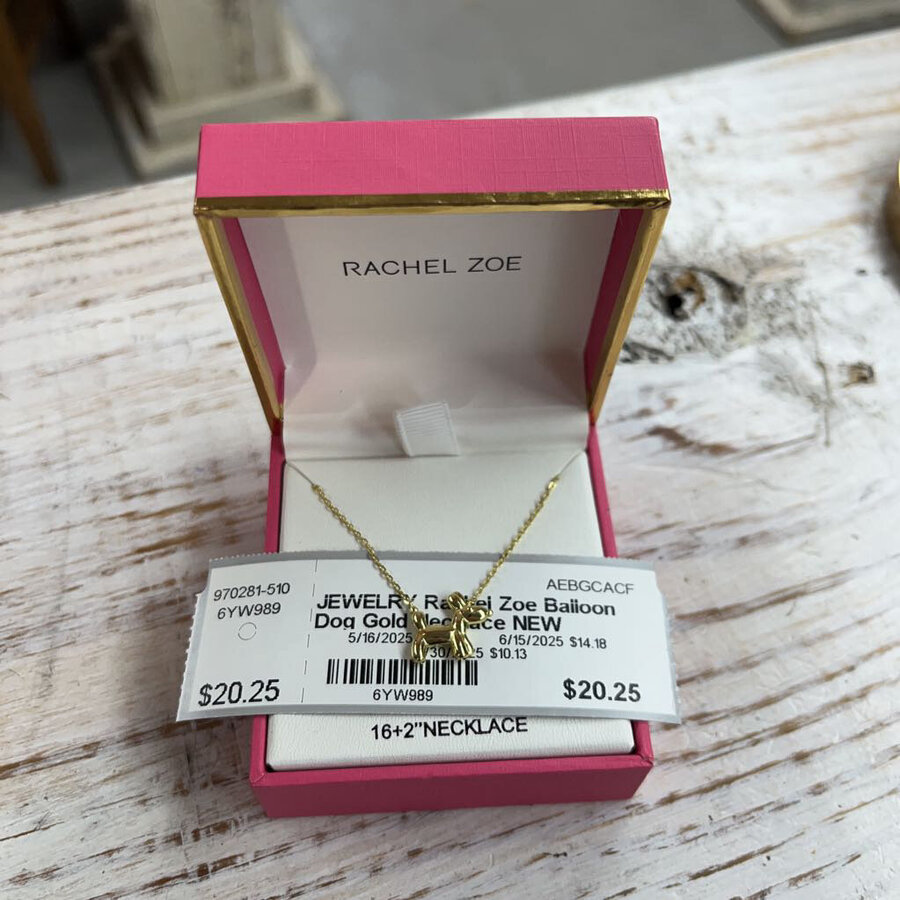 RACHEL ZOE
970281-510
6YW989
$20.25
AEBGCACF
JEWELRY Zoe Balloon
Dog Gold Necklace NEW
5/16/2025 6/15/2025 $14.18
$10.13
6YW989
$20.25
16+2"NECKLACE